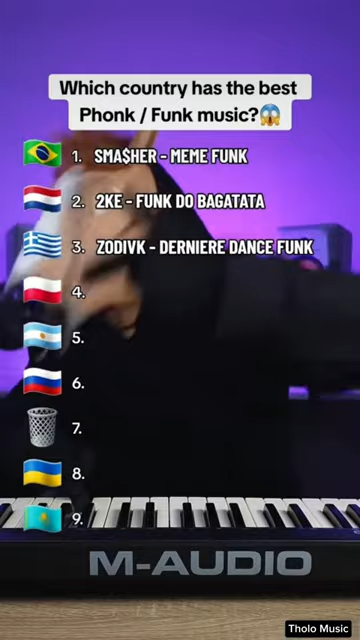 Which country has the best
Phonk / Funk music?😱
1. SMA$HER - MEME FUNK
2. 2KE - FUNK DO BAGATATA
3. ZODIVK - DERNIERE DANCE FUNK
4.
5.
6.
7.
8.
9.
M-AUDIO
Tholo Music